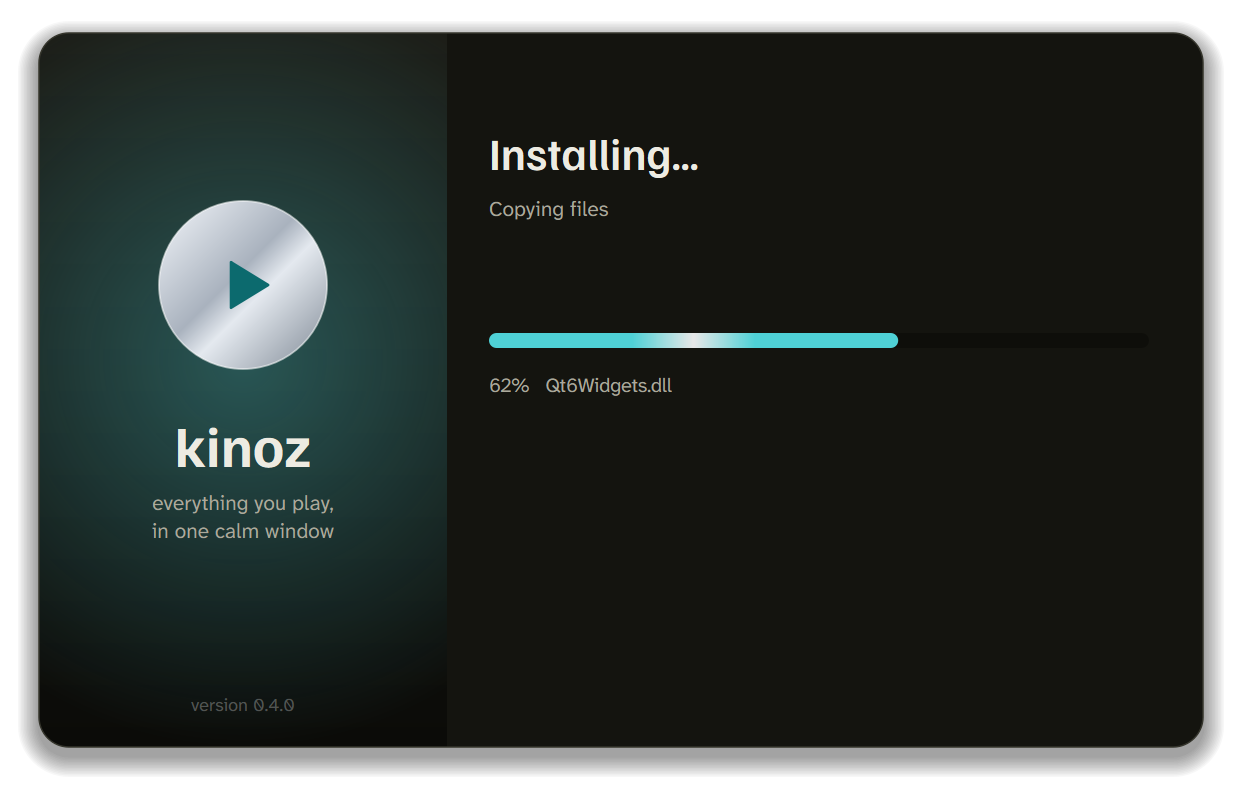 kinoz
everything you play,
in one calm window
version 0.4.0
Installing...
Copying files
62% Qt6Widgets.dll